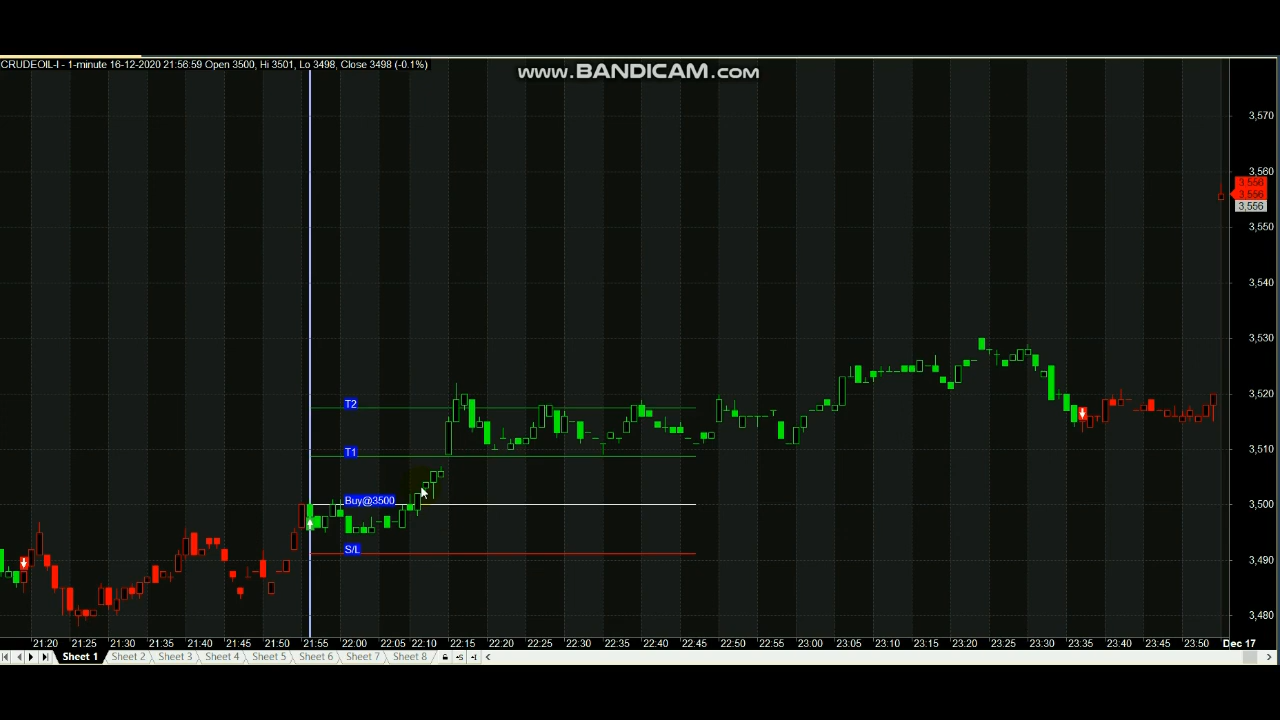 www.BANDICAM.com
CRUDEOIL-I - 1-minute 16-12-2020 21:56:59 Open 3500, Hi 3501, Lo 3498, Close 3498 (-0.1%)
3,570
3,560
3,556
3,556
3,556
3,550
3,540
3,530
3,520
3,510
3,500
3,490
3,480
T2
T1
Buy@3500
S/L
21:20 21:25 21:30 21:35 21:40 21:45 21:50 21:55 22:00 22:05 22:10 22:15 22:20 22:25 22:30 22:35 22:40 22:45 22:50 22:55 23:00 23:05 23:10 23:15 23:20 23:25 23:30 23:35 23:40 23:45 23:50 Dec 17
Sheet 1 Sheet 2 Sheet 3 Sheet 4 Sheet 5 Sheet 6 Sheet 7 Sheet 8